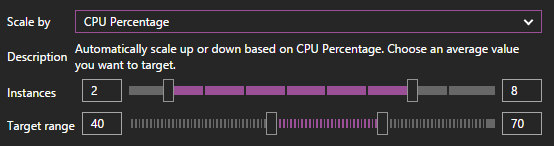 Scale by CPU Percentage
Description Automatically scale up or down based on CPU Percentage. Choose an average value
you want to target.
Instances 2 8
Target range 40 70